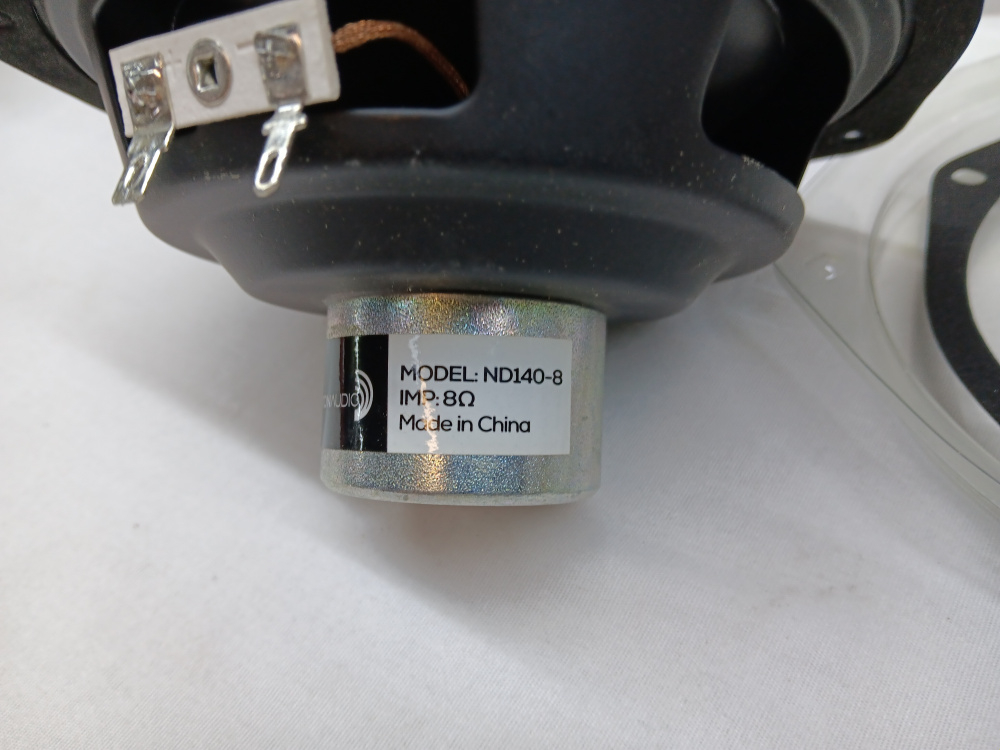 MODEL: ND140-8
IMP: 8Ω
Made in China